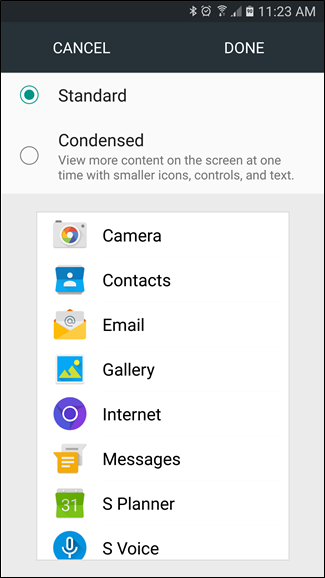 11:23 AM
CANCEL
DONE
Standard
Condensed
View more content on the screen at one
time with smaller icons, controls, and text.
Camera
Contacts
@
Email
Gallery
Internet
Messages
31
S Planner
S Voice